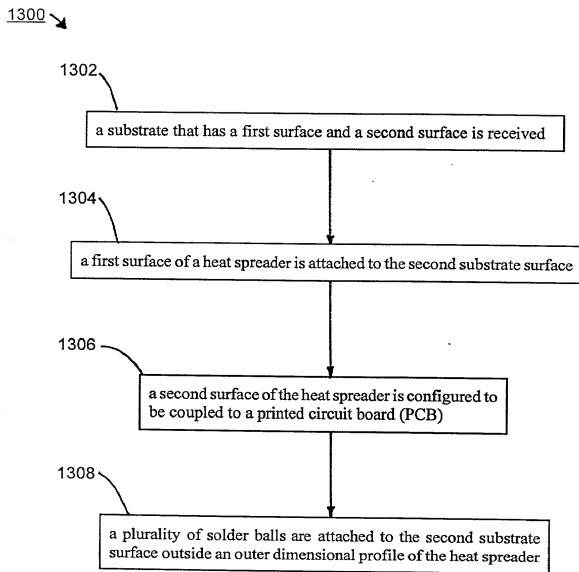 1300
1302
a substrate that has a first surface and a second surface is received
1304
a first surface of a heat spreader is attached to the second substrate surface
1306
a second surface of the heat spreader is configured to
be coupled to a printed circuit board (PCB)
1308
a plurality of solder balls are attached to the second substrate
surface outside an outer dimensional profile of the heat spreader